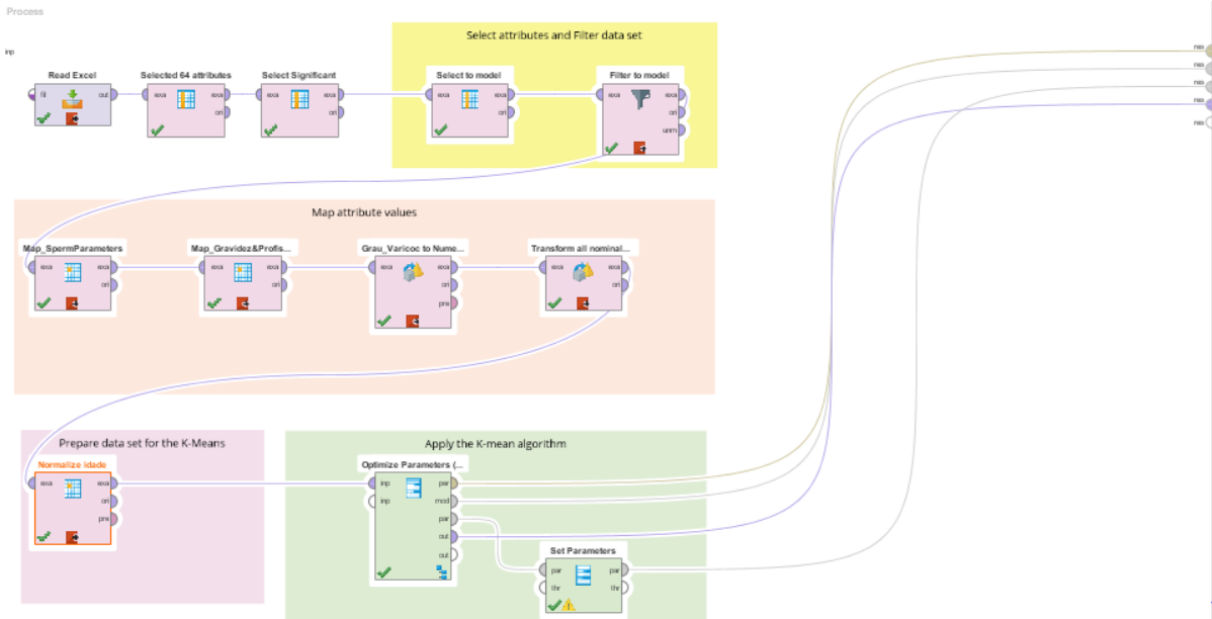 Process
Select attributes and Filter data set
inp
Read Excel Selected 64 attributes Select Significant Select to model Filter to model
fil out exa exa exa exa exa exa exa exa
ori ori ori ori
unm
res
res
res
res
res
Map attribute values
Map_SpermParameters Map_Gravidez&Profis... Grau_Varicoc to Nume... Transform all nominal...
exa exa exa exa exa exa exa exa
ori ori ori ori
pre
Prepare data set for the K-Means Apply the K-mean algorithm
Normalize Idade Optimize Parameters (...
exa exa inp par
ori inp mod
pre par
out
out
Set Parameters
par par
thr thr